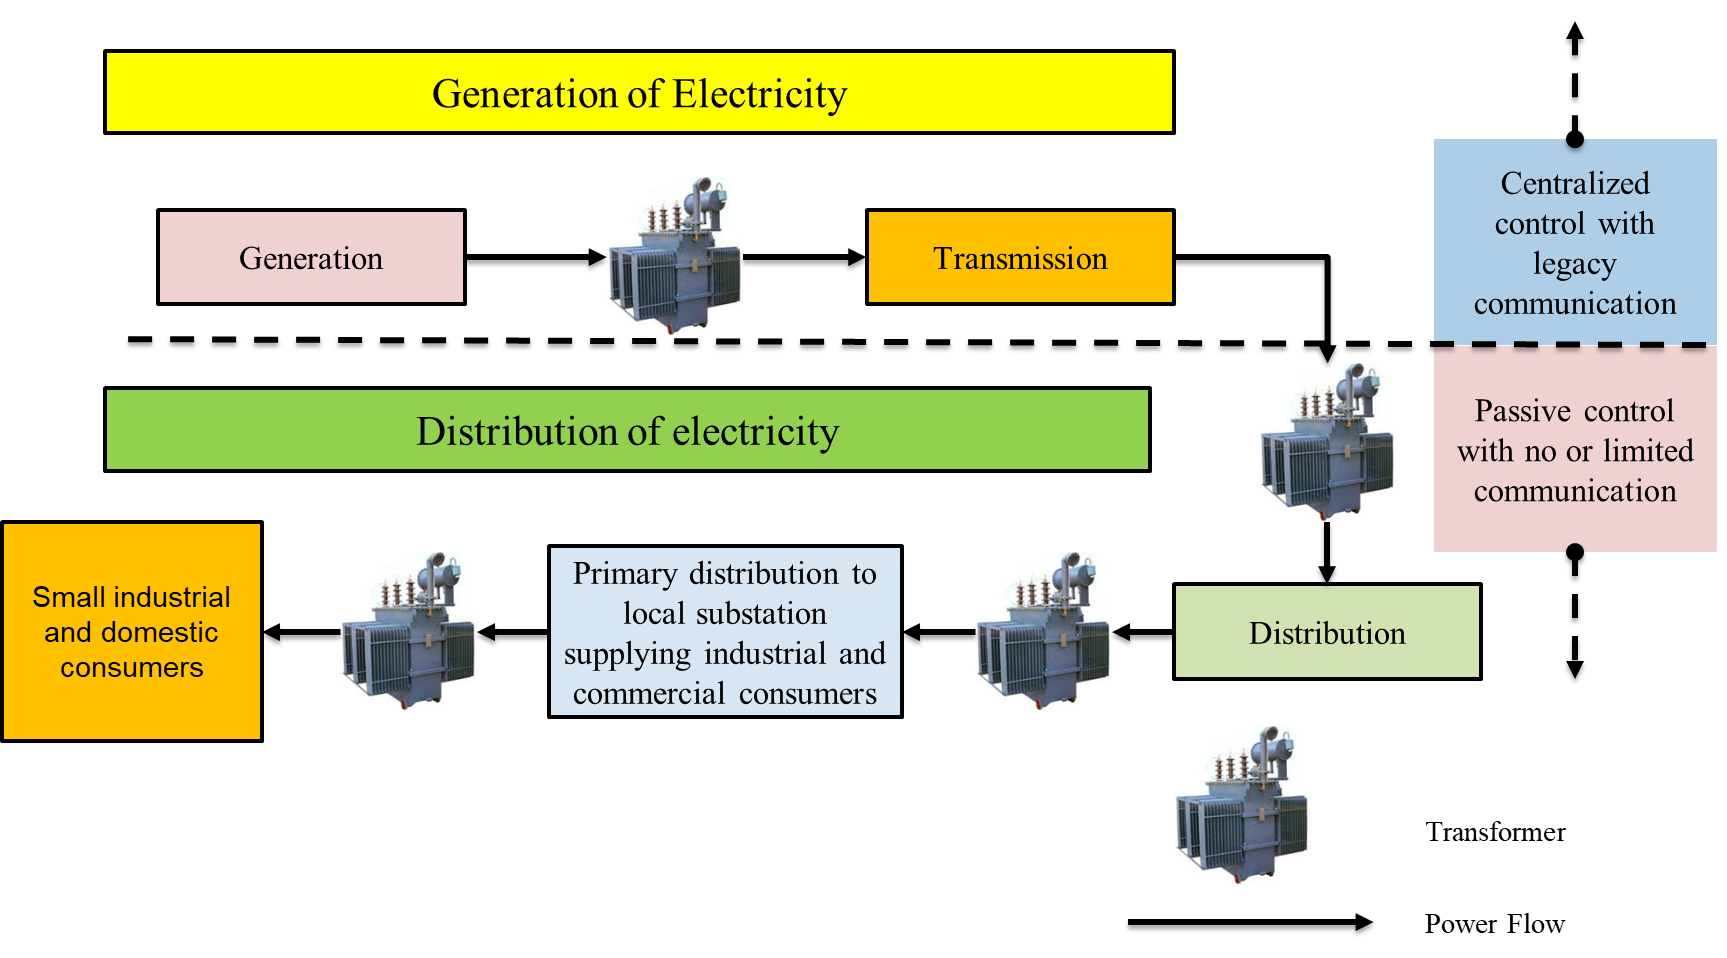 Generation of Electricity
Generation
Transmission
Centralized
control with
legacy
communication
Distribution of electricity
Passive control
with no or limited
communication
Small industrial
and domestic
consumers
Primary distribution to
local substation
supplying industrial and
commercial consumers
Distribution
Transformer
Power Flow